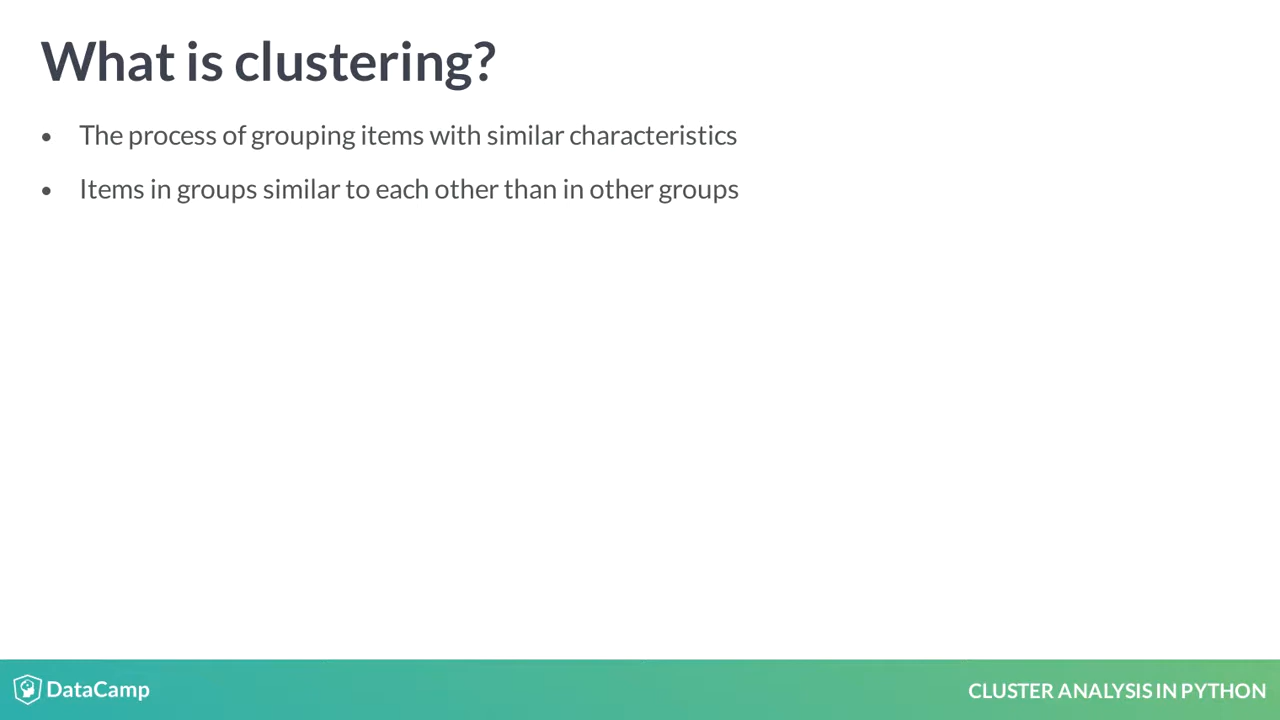 What is clustering?
• The process of grouping items with similar characteristics
• Items in groups similar to each other than in other groups
DataCamp
CLUSTER ANALYSIS IN PYTHON